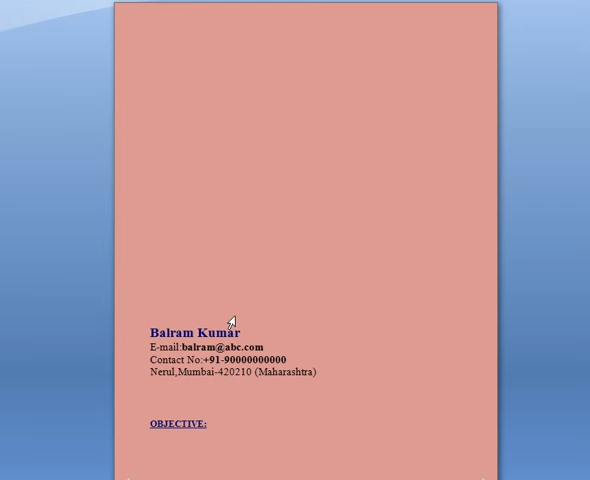 Balram Kumar
E-mail:balram@abc.com
Contact No:+91-90000000000
Nerul,Mumbai-420210 (Maharashtra)
OBJECTIVE: